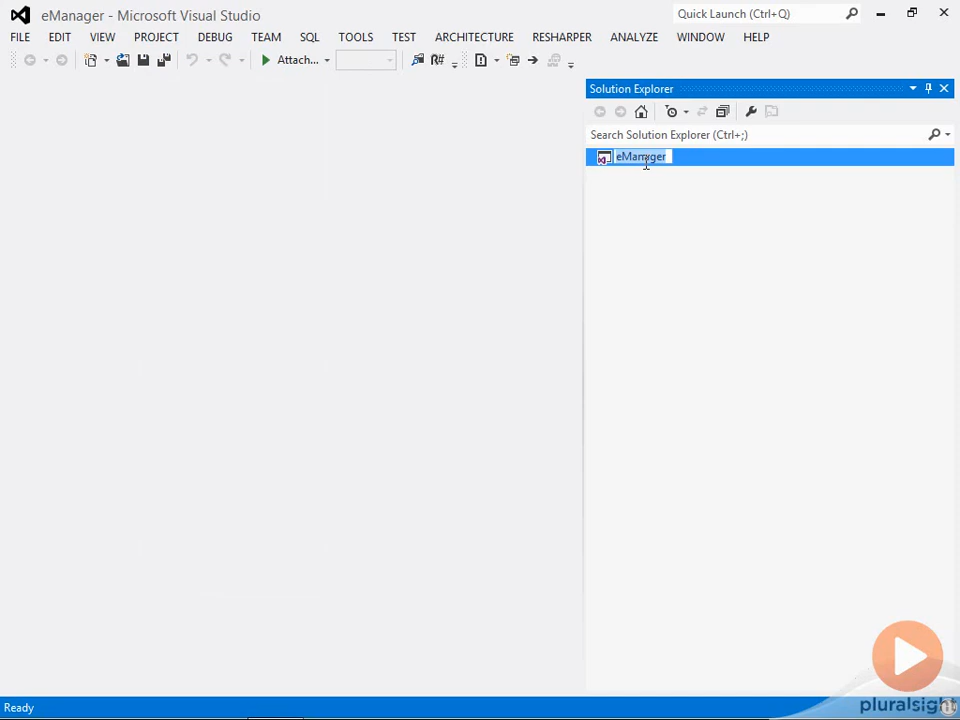 eManager - Microsoft Visual Studio
Quick Launch (Ctrl+Q)
FILE EDIT VIEW PROJECT DEBUG TEAM SQL TOOLS TEST ARCHITECTURE RESHARPER ANALYZE WINDOW HELP
Attach...
R#
Solution Explorer
Search Solution Explorer (Ctrl+;)
eManager
pluralsight
Ready